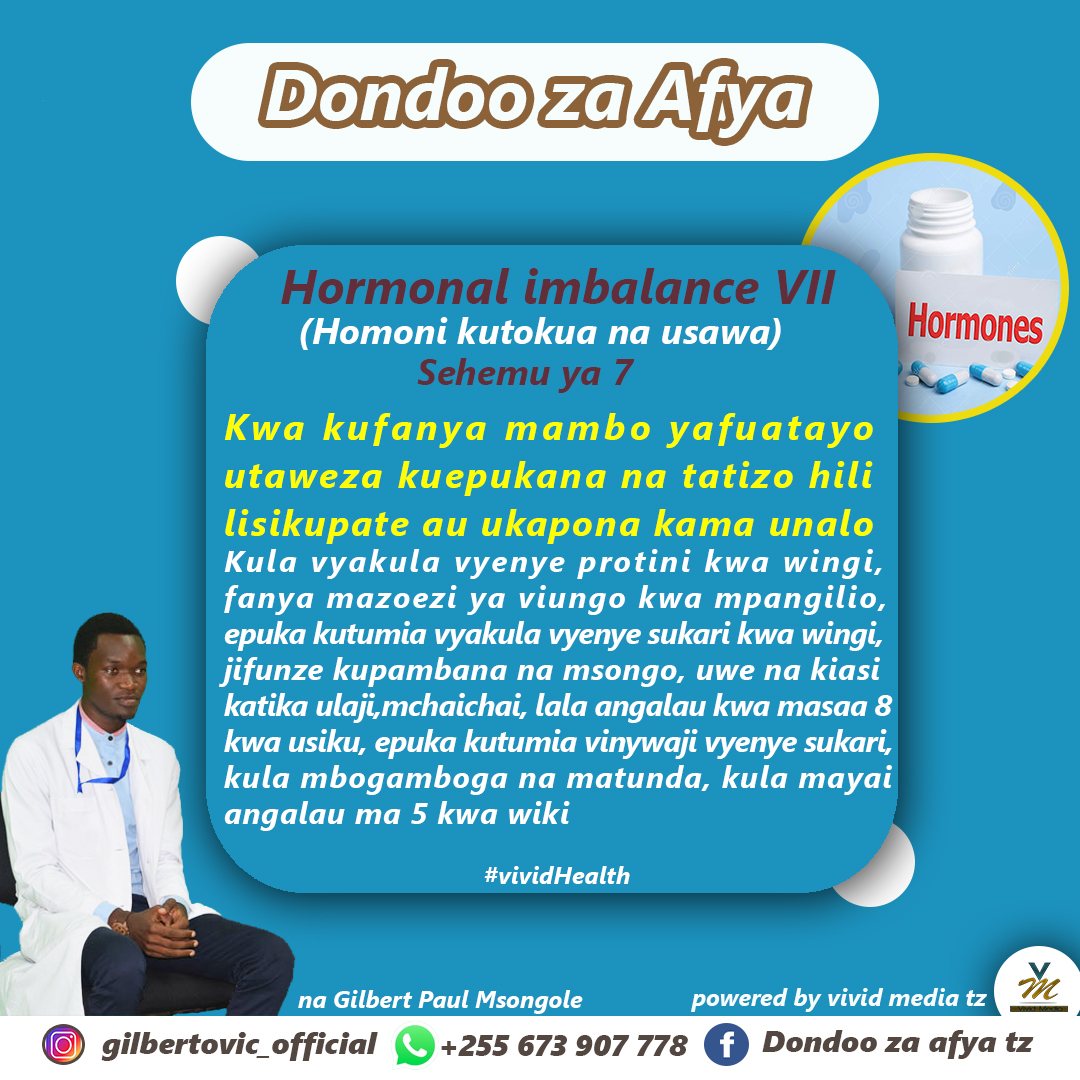 Dondoo za Afya
Hormones
Hormonal imbalance VII
(Homoni kutokua na usawa)
Sehemu ya 7
Kwa kufanya mambo yafuatayo
utaweza kuepukana na tatizo hili
lisikupate au ukapona kama unalo
Kula vyakula vyenye protini kwa wingi,
fanya mazoezi ya viungo kwa mpangilio,
epuka kutumia vyakula vyenye sukari kwa wingi,
jifunze kupambana na msongo, uwe na kiasi
katika ulaji,mchaichai, lala angalau kwa masaa 8
kwa usiku, epuka kutumia vinywaji vyenye sukari,
kula mbogamboga na matunda, kula mayai
angalau ma 5 kwa wiki
#vividHealth
na Gilbert Paul Msongole
powered by vivid media tz
VM
Vivid Media
gilbertovic_official
+255 673 907 778
Dondoo za afya tz